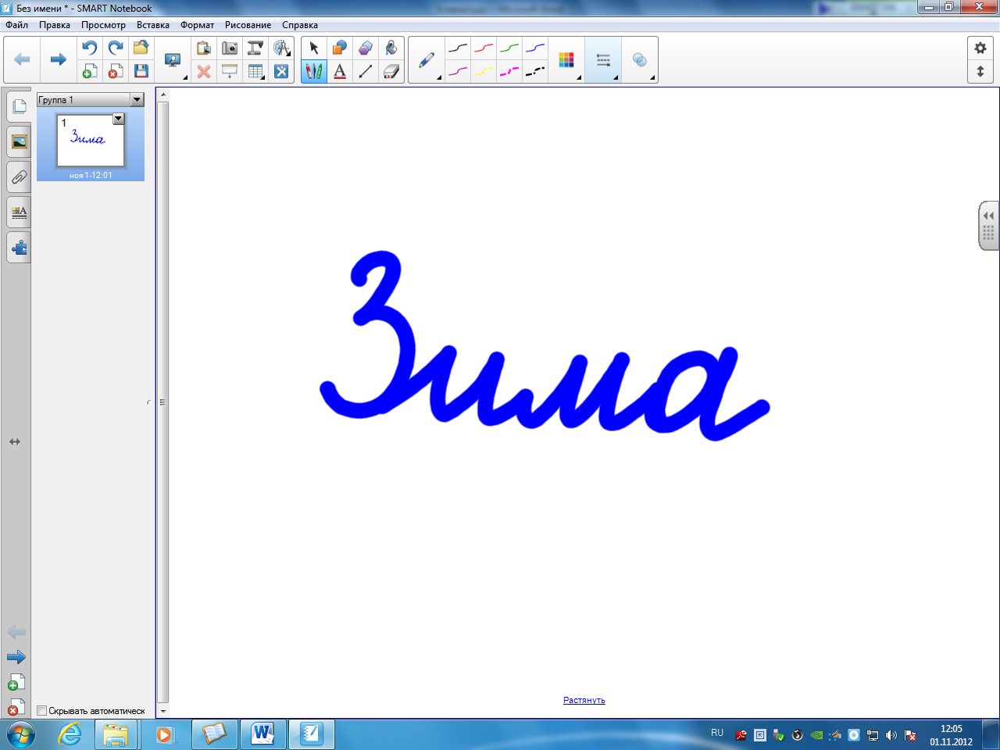 Без имени * - SMART Notebook
Файл Правка Просмотр Вставка Формат Рисование Справка
Группа 1
1
Зима
ноя 1-12:01
Зима
Растянуть
Скрывать автоматическ
RU
12:05
01.11.2012